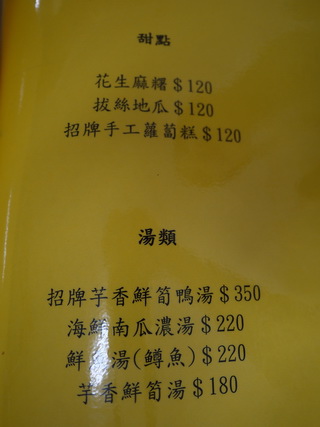 甜點
花生麻糬$120
拔絲地瓜$120
招牌手工蘿蔔糕$120
湯類
招牌芋香鮮筍鴨湯$350
海鮮南瓜濃湯$220
鮮魚湯(鱒魚)$220
芋香鮮筍湯$180